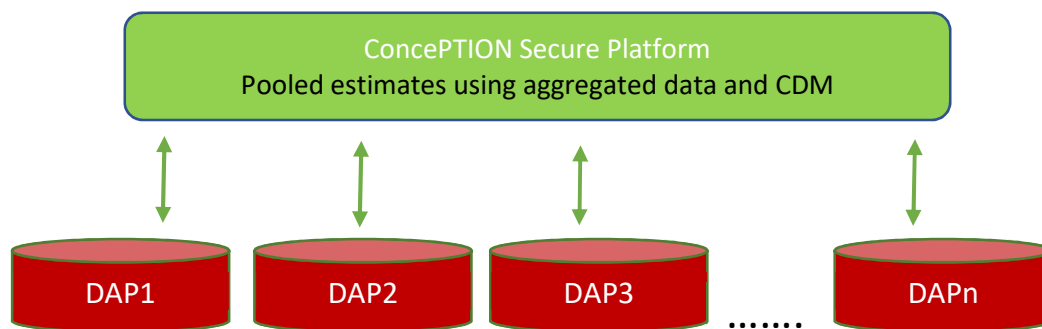 ConcePTION Secure Platform
Pooled estimates using aggregated data and CDM
DAP1
DAP2
DAP3
.......
DAPn